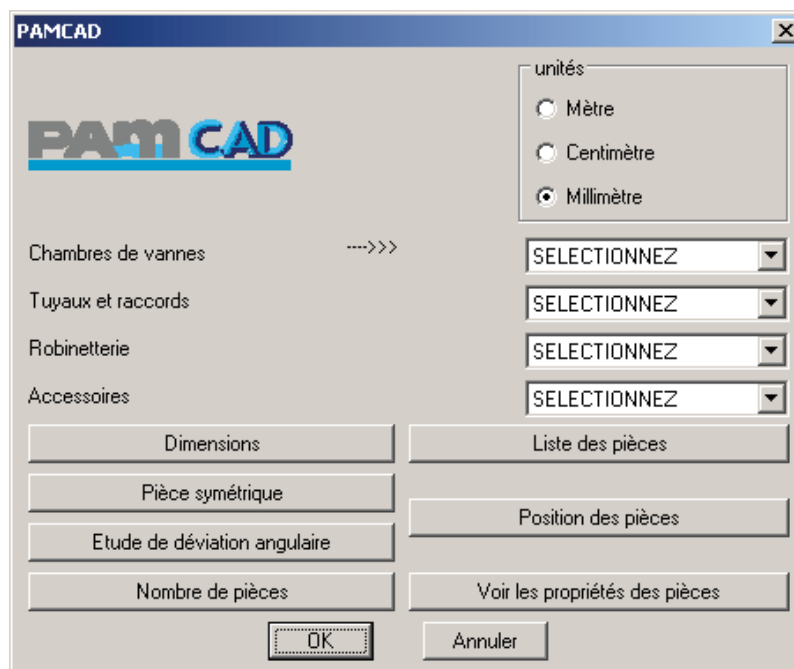 PAMCAD
unités
Mètre
PAM CAD
Centimètre
Millimètre
Chambres de vannes ---->>> SELECTIONNEZ
Tuyaux et raccords SELECTIONNEZ
Robinetterie SELECTIONNEZ
Accessoires SELECTIONNEZ
Dimensions Liste des pièces
Pièce symétrique
Position des pièces
Etude de déviation angulaire
Nombre de pièces Voir les propriétés des pièces
OK Annuler